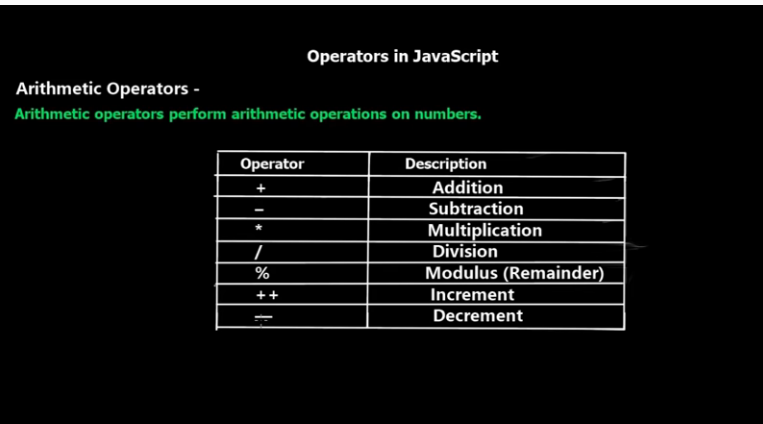 Operators in JavaScript
Arithmetic Operators -
Arithmetic operators perform arithmetic operations on numbers.
Operator Description
+ Addition
– Subtraction
* Multiplication
/ Division
% Modulus (Remainder)
++ Increment
-- Decrement